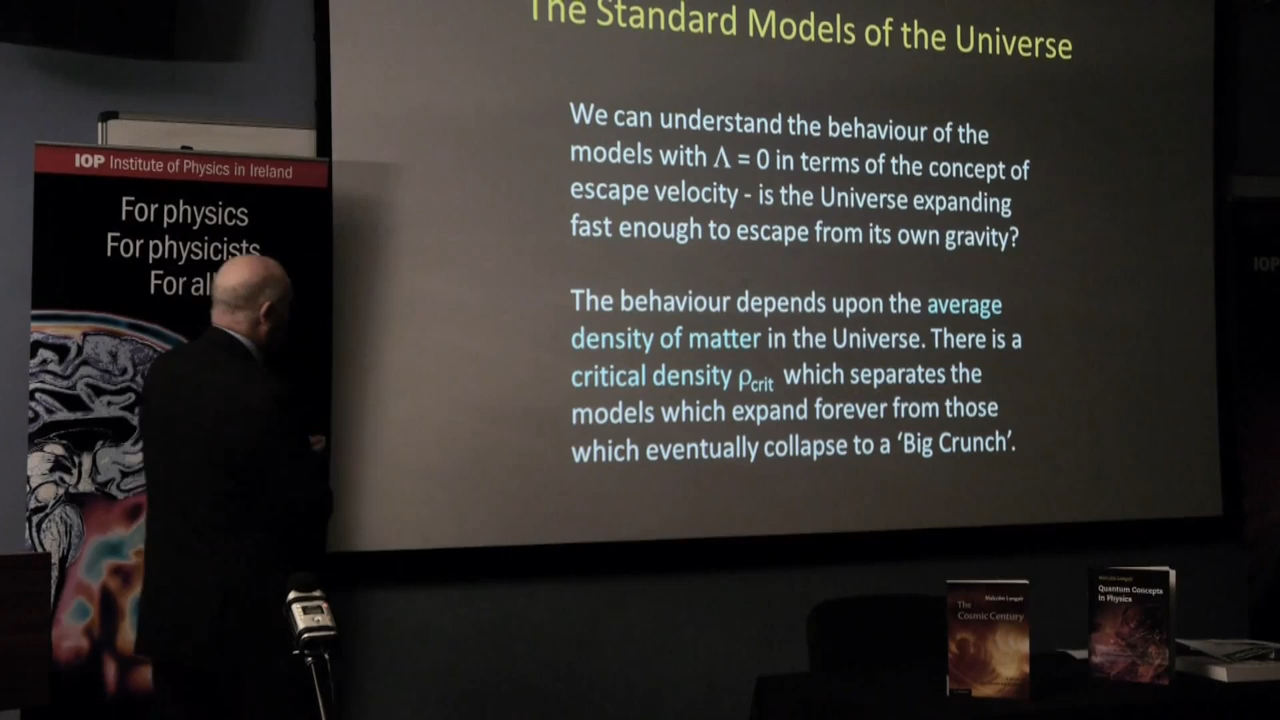 The Standard Models of the Universe
We can understand the behaviour of the
models with Λ = 0 in terms of the concept of
escape velocity - is the Universe expanding
fast enough to escape from its own gravity?
The behaviour depends upon the average
density of matter in the Universe. There is a
critical density ρcrit which separates the
models which expand forever from those
which eventually collapse to a ‘Big Crunch’.
IOP Institute of Physics in Ireland
For physics
For physicists
For al
IOP
Malcolm Longair
The
Cosmic Century
Malcolm Longair
Quantum Concepts
in Physics